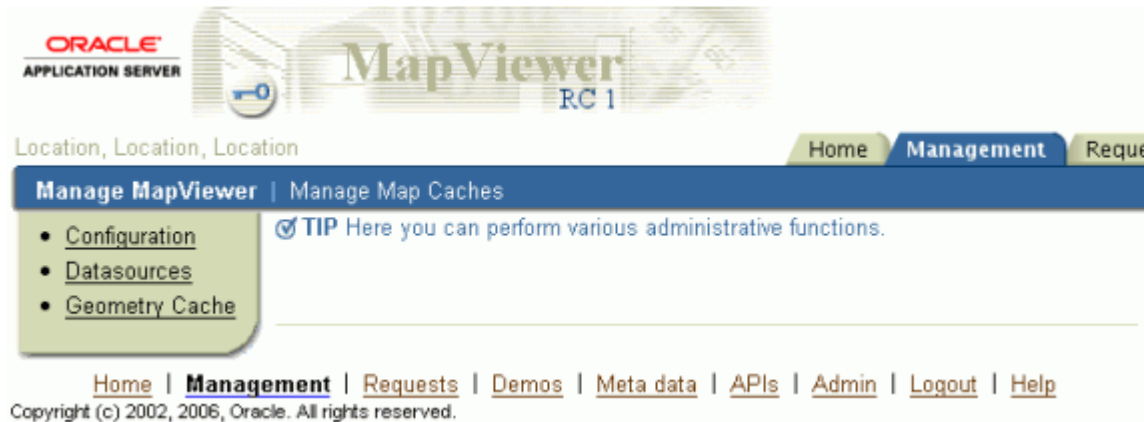 ORACLE
APPLICATION SERVER
MapViewer
RC 1
Location, Location, Location
Home Management Reque
Manage MapViewer | Manage Map Caches
• Configuration
• Datasources
• Geometry Cache
TIP Here you can perform various administrative functions.
Home | Management | Requests | Demos | Meta data | APIs | Admin | Logout | Help
Copyright (c) 2002, 2006, Oracle. All rights reserved.